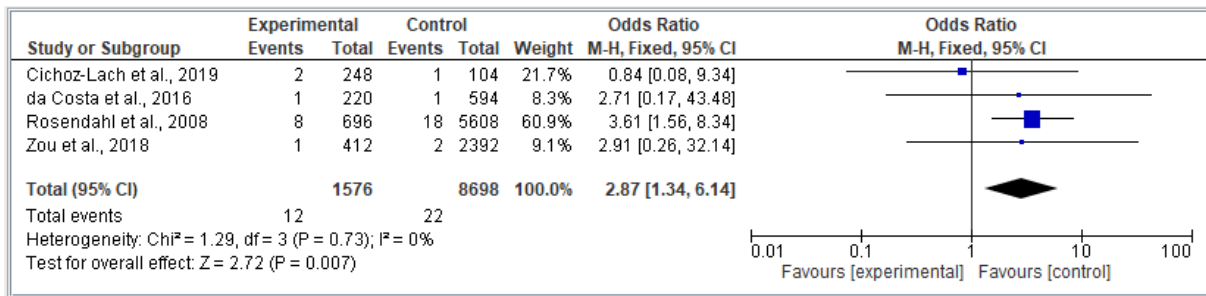 Experimental Control Odds Ratio Odds Ratio
Study or Subgroup Events Total Events Total Weight M-H, Fixed, 95% CI M-H, Fixed, 95% CI
Cichoz-Lach et al., 2019 2 248 1 104 21.7% 0.84 [0.08, 9.34]
da Costa et al., 2016 1 220 1 594 8.3% 2.71 [0.17, 43.48]
Rosendahl et al., 2008 8 696 18 5608 60.9% 3.61 [1.56, 8.34]
Zou et al., 2018 1 412 2 2392 9.1% 2.91 [0.26, 32.14]
Total (95% CI) 1576 8698 100.0% 2.87 [1.34, 6.14]
Total events 12 22
Heterogeneity: Chi² = 1.29, df = 3 (P = 0.73); I² = 0%
Test for overall effect: Z = 2.72 (P = 0.007)
0.01 0.1 1 10 100
Favours [experimental] Favours [control]